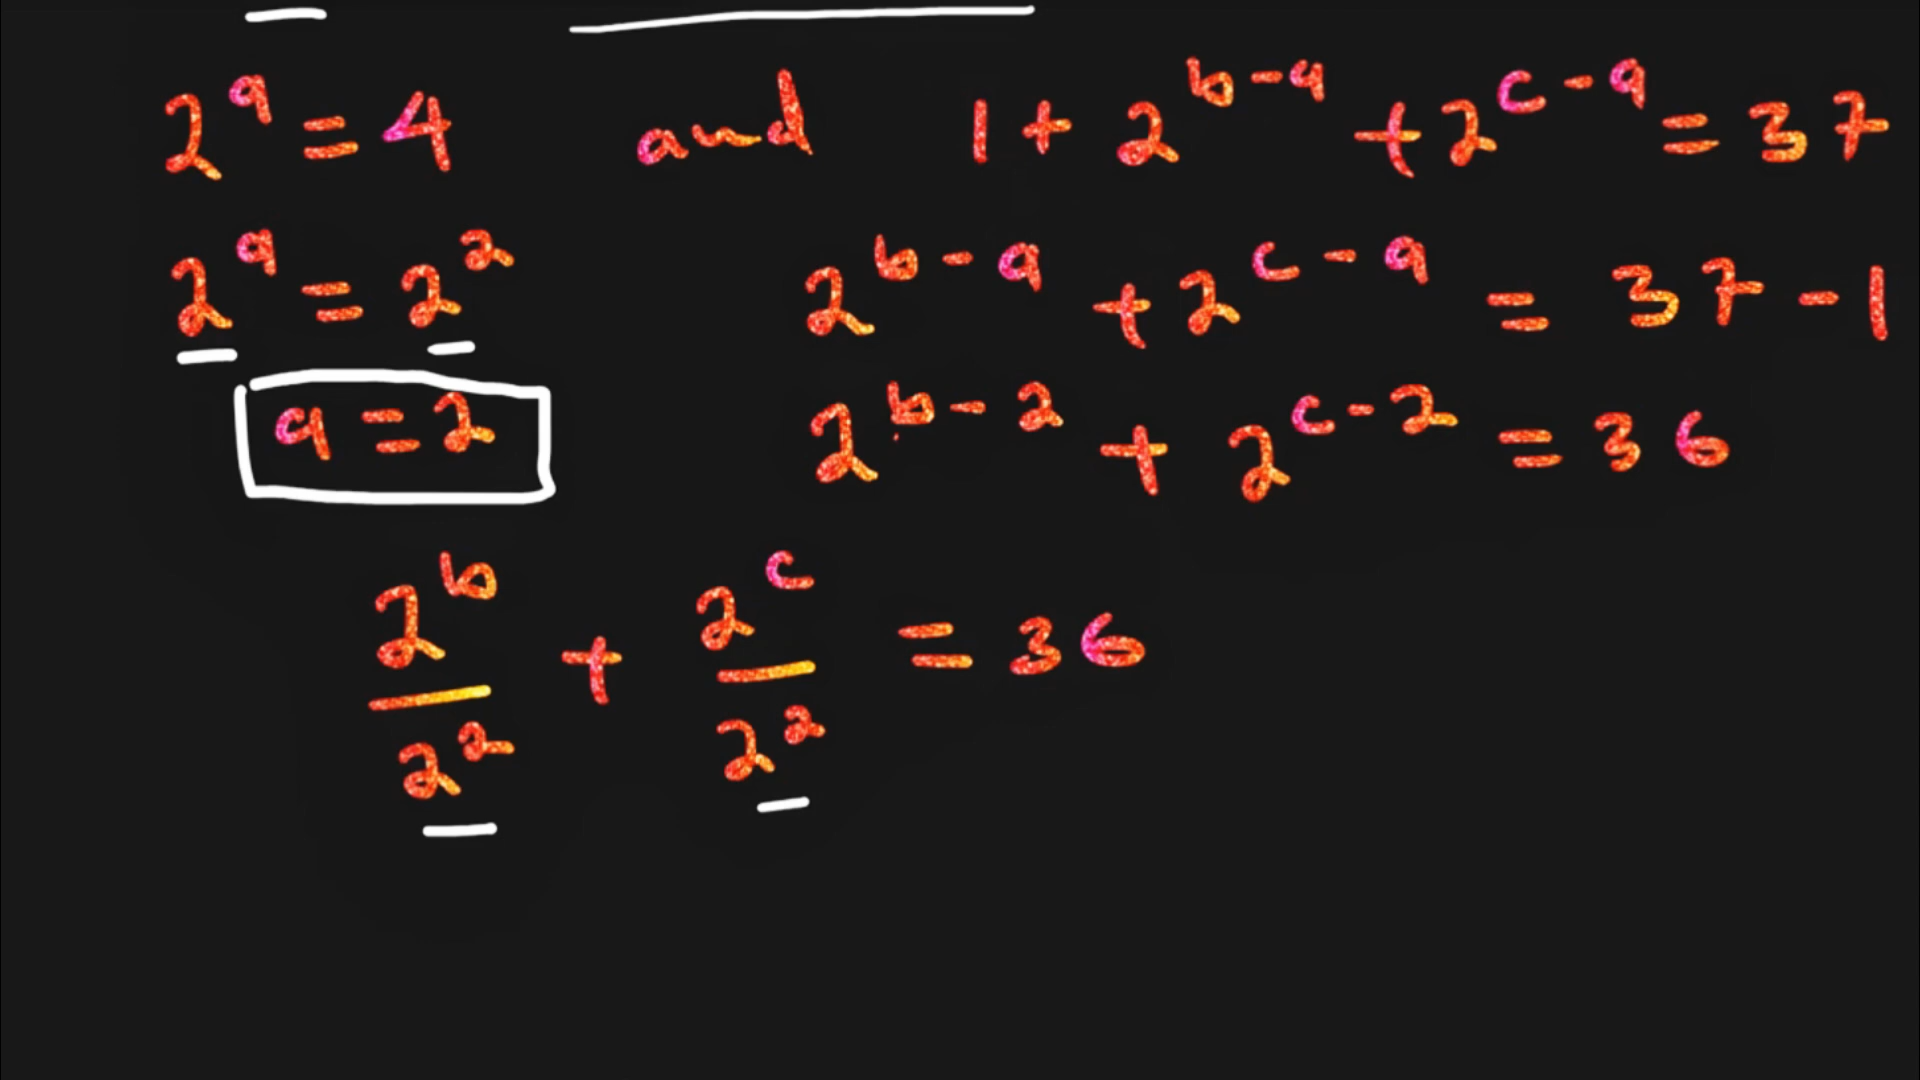 2^a = 4 and 1 + 2^{b-a} + 2^{c-a} = 37
2^a = 2^2 2^{b-a} + 2^{c-a} = 37 - 1
a = 2 2^{b-2} + 2^{c-2} = 36
2^b/2^2 + 2^c/2^2 = 36